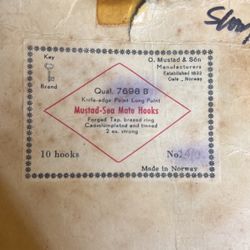 Key
Brand
O. Mustad & Sön
Manufacturers
Established 1832
Oslo, Norway
Qual. 7698 B
Knife-edge Point Long Point
Mustad-Sea Mate Hooks
Forged Tap. brazed ring
Cadmiumplated and tinned
2 ex. strong
10 hooks
No.
Made in Norway